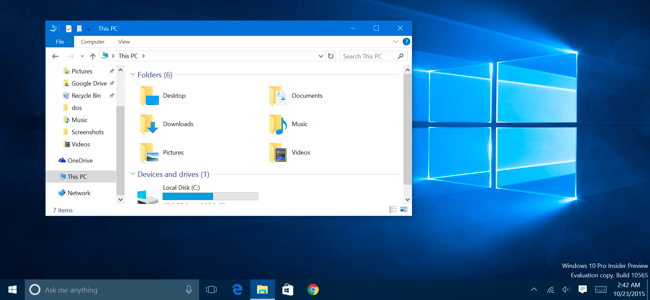 This PC
File
Computer
View
This PC
Search This PC
Pictures
Google Drive
Recycle Bin
dos
Music
Screenshots
Videos
OneDrive
This PC
Network
Folders (6)
Desktop
Documents
Downloads
Music
Pictures
Videos
Devices and drives (1)
Local Disk (C:)
7 items
Windows 10 Pro Insider Preview
Evaluation copy. Build 10565
Ask me anything
2:42 AM
10/23/2015